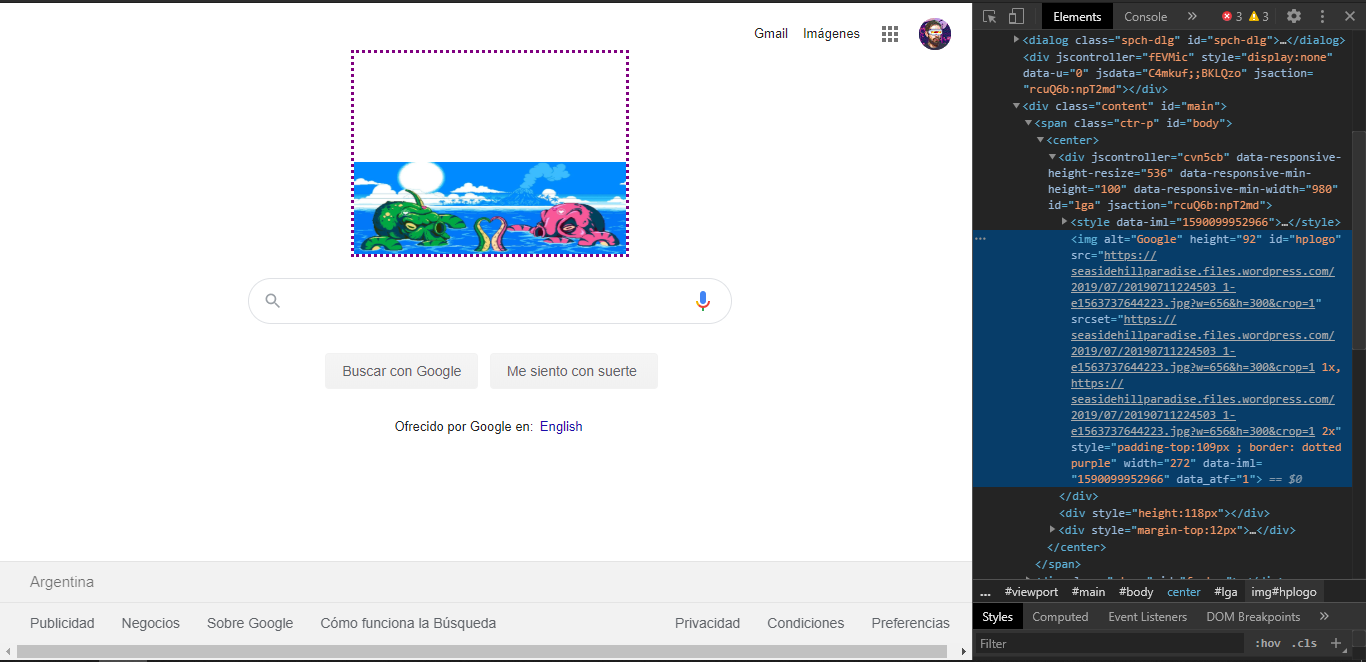 Gmail Imágenes
Buscar con Google Me siento con suerte
Ofrecido por Google en: English
Argentina
Publicidad Negocios Sobre Google Cómo funciona la Búsqueda Privacidad Condiciones Preferencias
Elements Console » 3 3
<dialog class="spch-dlg" id="spch-dlg">…</dialog>
<div jscontroller="fEVMic" style="display:none"
data-u="0" jsdata="C4mkuf;;BKLQzo" jsaction=
"rcuQ6b:npT2md"></div>
<div class="content" id="main">
<span class="ctr-p" id="body">
<center>
<div jscontroller="cvn5cb" data-responsive-
height-resize="536" data-responsive-min-
height="100" data-responsive-min-width="980"
id="lga" jsaction="rcuQ6b:npT2md">
<style data-iml="1590099952966">…</style>
<img alt="Google" height="92" id="hplogo"
src="https://
seasidehillparadise.files.wordpress.com/
2019/07/20190711224503_1-
e1563737644223.jpg?w=656&h=300&crop=1"
srcset="https://
seasidehillparadise.files.wordpress.com/
2019/07/20190711224503_1-
e1563737644223.jpg?w=656&h=300&crop=1 1x,
https://
seasidehillparadise.files.wordpress.com/
2019/07/20190711224503_1-
e1563737644223.jpg?w=656&h=300&crop=1 2x"
style="padding-top:109px ; border: dotted
purple" width="272" data-iml=
"1590099952966" data_atf="1"> == $0
</div>
<div style="height:118px"></div>
<div style="margin-top:12px">…</div>
</center>
</span>
… #viewport #main #body center #lga img#hplogo
Styles Computed Event Listeners DOM Breakpoints »
Filter :hov .cls +